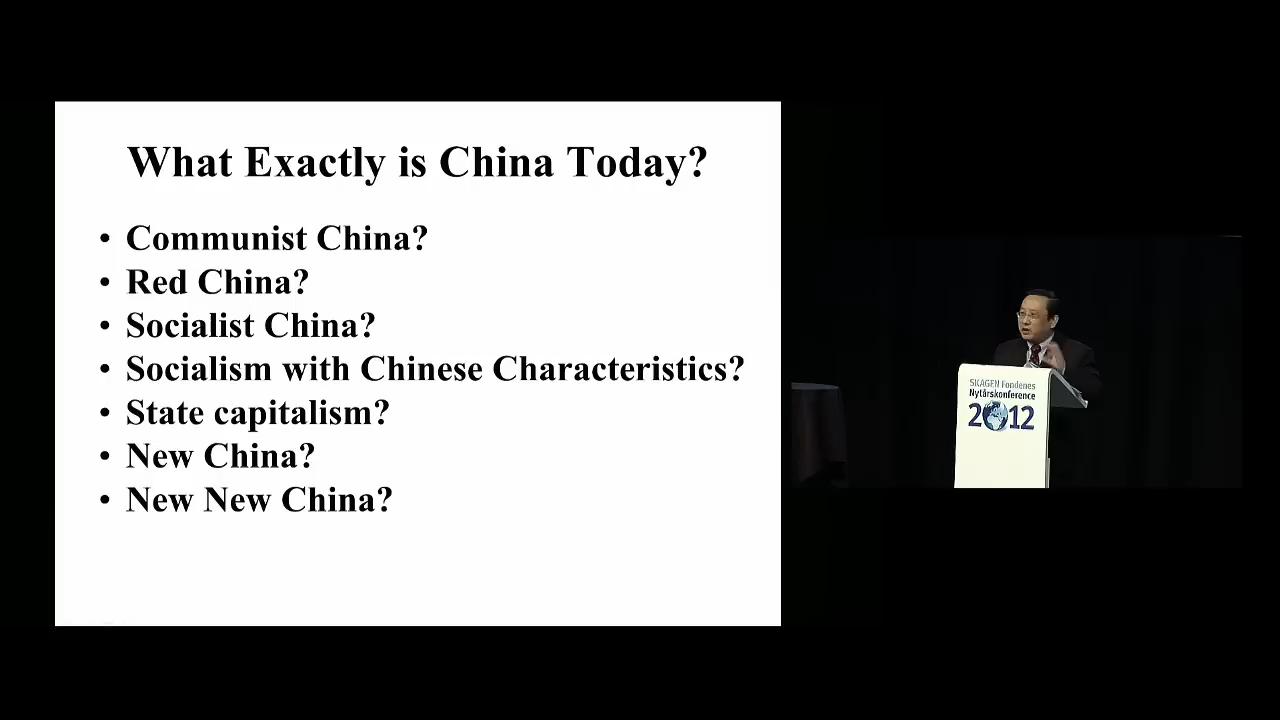 What Exactly is China Today?
• Communist China?
• Red China?
• Socialist China?
• Socialism with Chinese Characteristics?
• State capitalism?
• New China?
• New New China?
SKAGEN Fondenes
Nytårskonference
2012